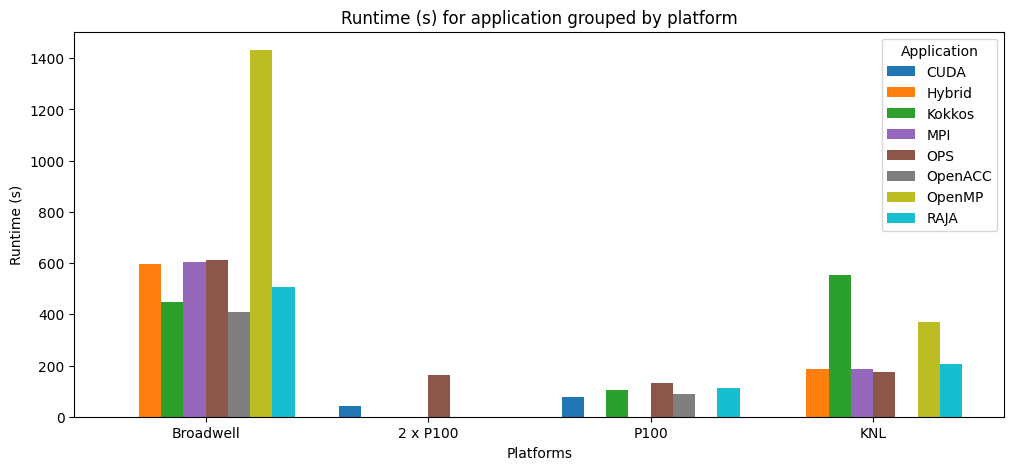 Runtime (s) for application grouped by platform
Runtime (s)
1400
1200
1000
800
600
400
200
0
Application
CUDA
Hybrid
Kokkos
MPI
OPS
OpenACC
OpenMP
RAJA
Broadwell
2 x P100
P100
KNL
Platforms